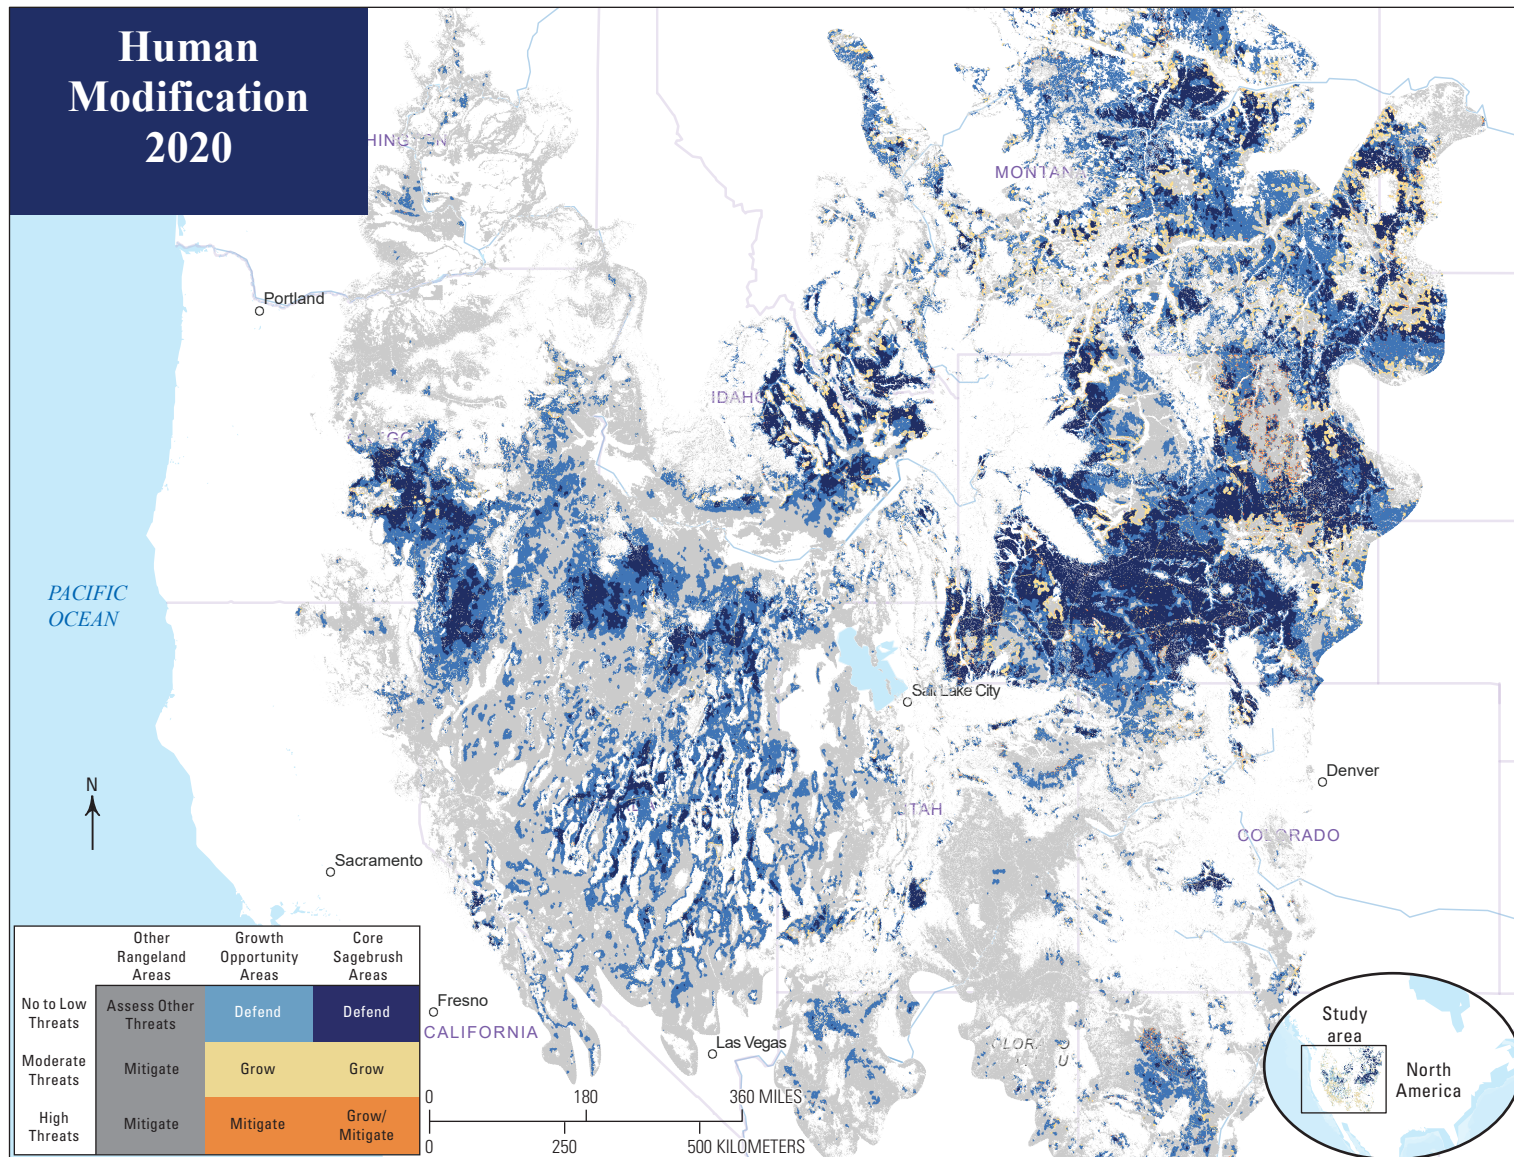 Human
Modification
2020
HINGTON
MONTANA
Portland
IDAHO
PACIFIC
OCEAN
Salt Lake City
N
Denver
UTAH
COLORADO
Sacramento
Other
Rangeland
Areas
Growth
Opportunity
Areas
Core
Sagebrush
Areas
No to Low
Threats
Assess Other
Threats
Defend
Defend
Moderate
Threats
Mitigate
Grow
Grow
High
Threats
Mitigate
Mitigate
Grow/
Mitigate
Fresno
CALIFORNIA
Las Vegas
0 180 360 MILES
0 250 500 KILOMETERS
Study
area
North
America